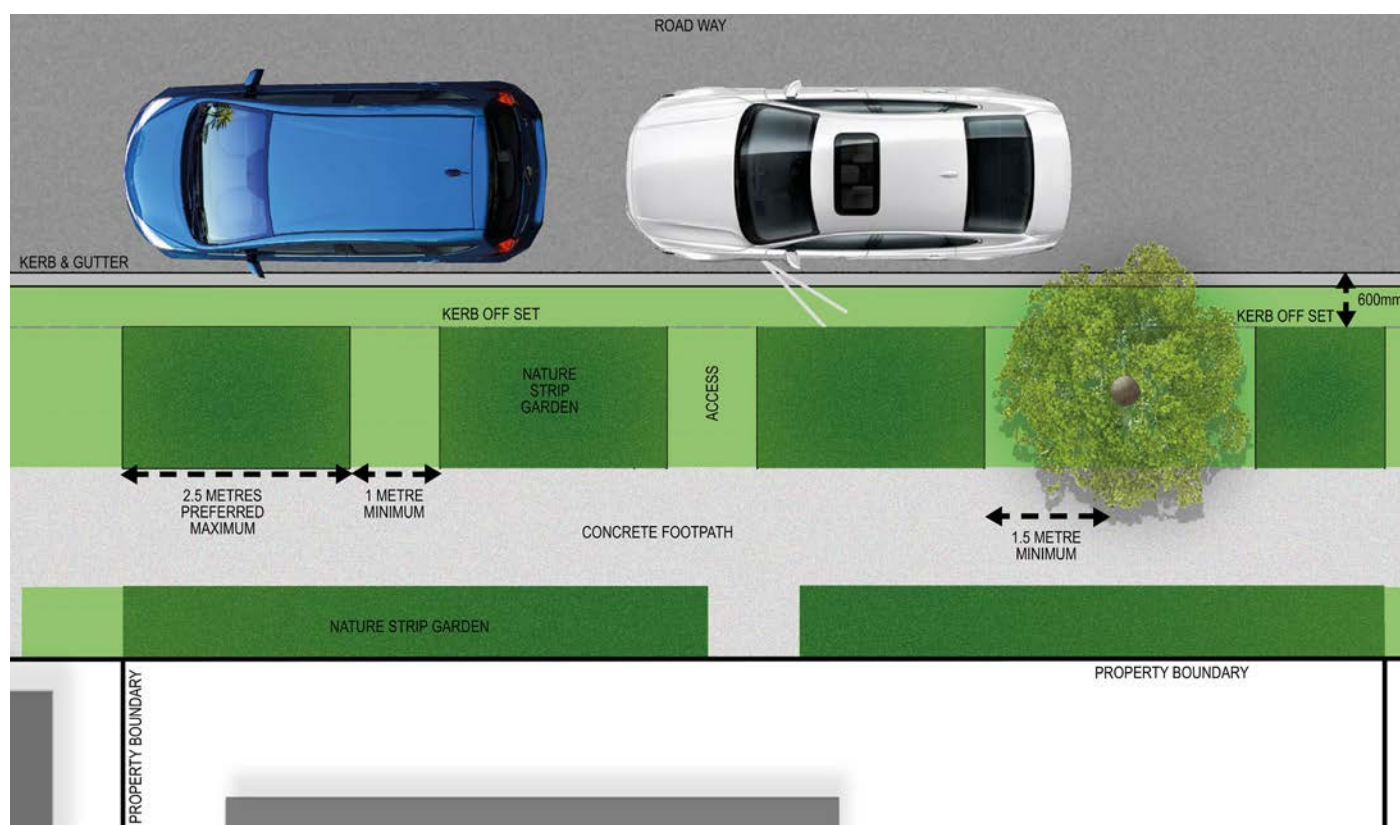 ROAD WAY
KERB & GUTTER
600mm
KERB OFF SET
KERB OFF SET
NATURE
STRIP
GARDEN
ACCESS
2.5 METRES
PREFERRED
MAXIMUM
1 METRE
MINIMUM
CONCRETE FOOTPATH
1.5 METRE
MINIMUM
NATURE STRIP GARDEN
PROPERTY BOUNDARY
PROPERTY BOUNDARY